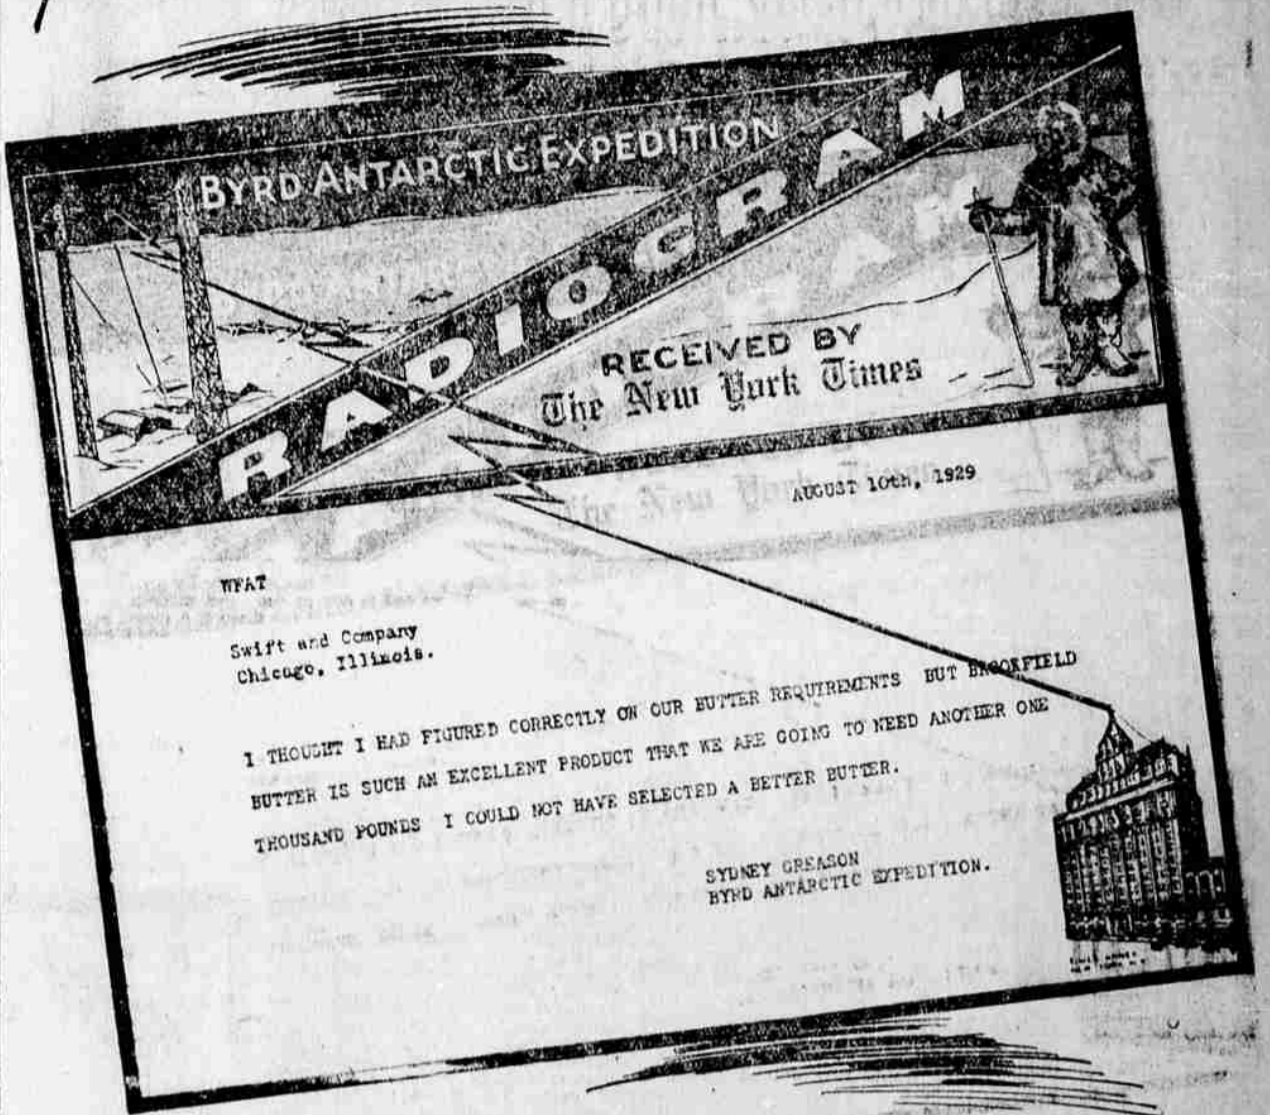 BYRD ANTARCTIC EXPEDITION
RADIOGRAM
RECEIVED BY
The New York Times
AUGUST 10th, 1929
WFAT
Swift and Company
Chicago, Illinois.
I THOUGHT I HAD FIGURED CORRECTLY ON OUR BUTTER REQUIREMENTS BUT BROOKFIELD
BUTTER IS SUCH AN EXCELLENT PRODUCT THAT WE ARE GOING TO NEED ANOTHER ONE
THOUSAND POUNDS I COULD NOT HAVE SELECTED A BETTER BUTTER.
SYDNEY GREASON
BYRD ANTARCTIC EXPEDITION.